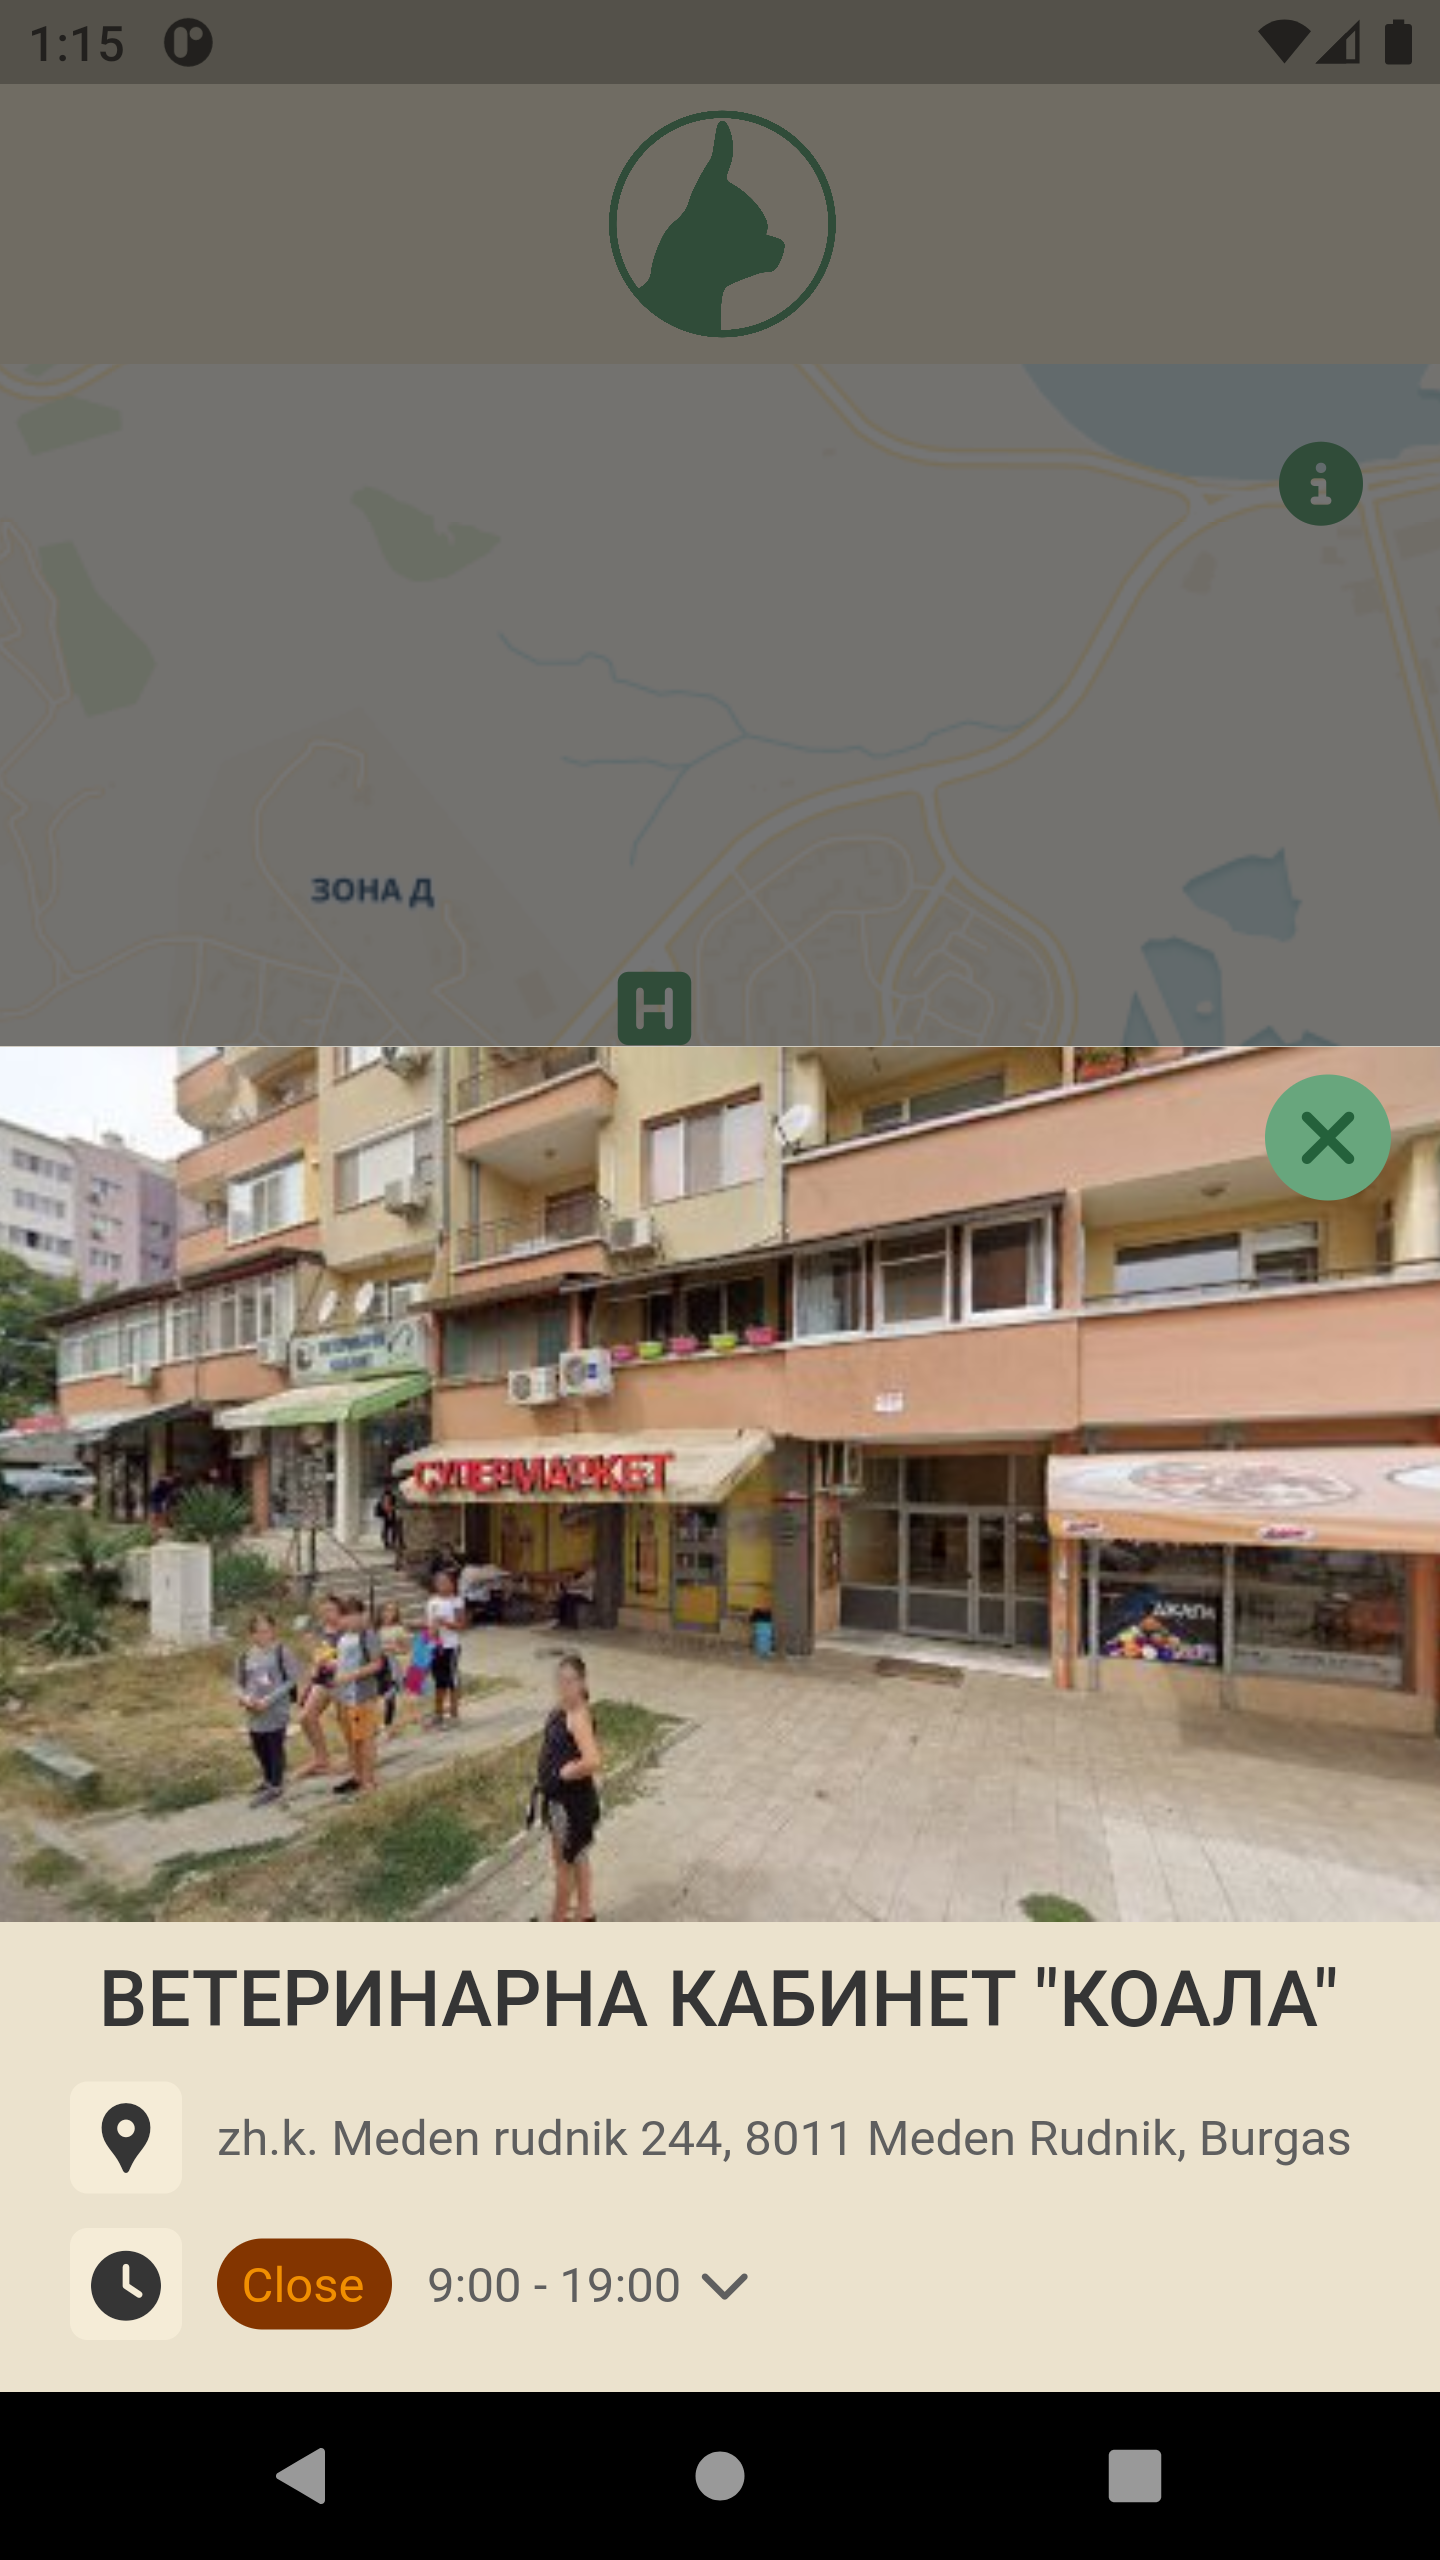 1:15
ЗОНА Д
H
СУПЕРМАРКЕТ
ВЕТЕРИНАРНА КАБИНЕТ "КОАЛА"
zh.k. Meden rudnik 244, 8011 Meden Rudnik, Burgas
Close 9:00 - 19:00